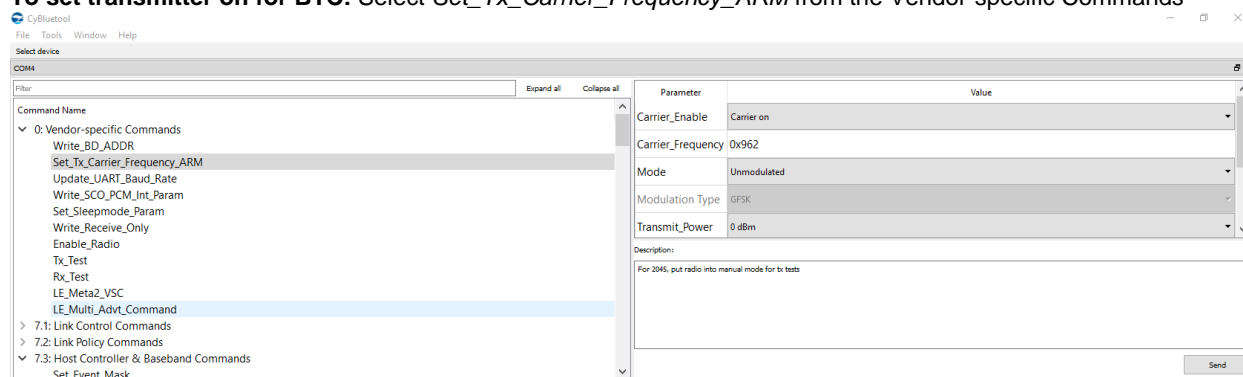 To set transmitter on for BTC: Select Set_Tx_Carrier_Frequency_ARM from the Vendor-specific Commands
CyBluetool
File Tools Window Help
Select device
COM4
Filter Expand all Collapse all
Command Name
0: Vendor-specific Commands
Write_BD_ADDR
Set_Tx_Carrier_Frequency_ARM
Update_UART_Baud_Rate
Write_SCO_PCM_Int_Param
Set_Sleepmode_Param
Write_Receive_Only
Enable_Radio
Tx_Test
Rx_Test
LE_Meta2_VSC
LE_Multi_Advt_Command
7.1: Link Control Commands
7.2: Link Policy Commands
7.3: Host Controller & Baseband Commands
Set_Event_Mask
Parameter Value
Carrier_Enable Carrier on
Carrier_Frequency 0x962
Mode Unmodulated
Modulation Type GFSK
Transmit_Power 0 dBm
Description:
For 2045, put radio into manual mode for tx tests
Send